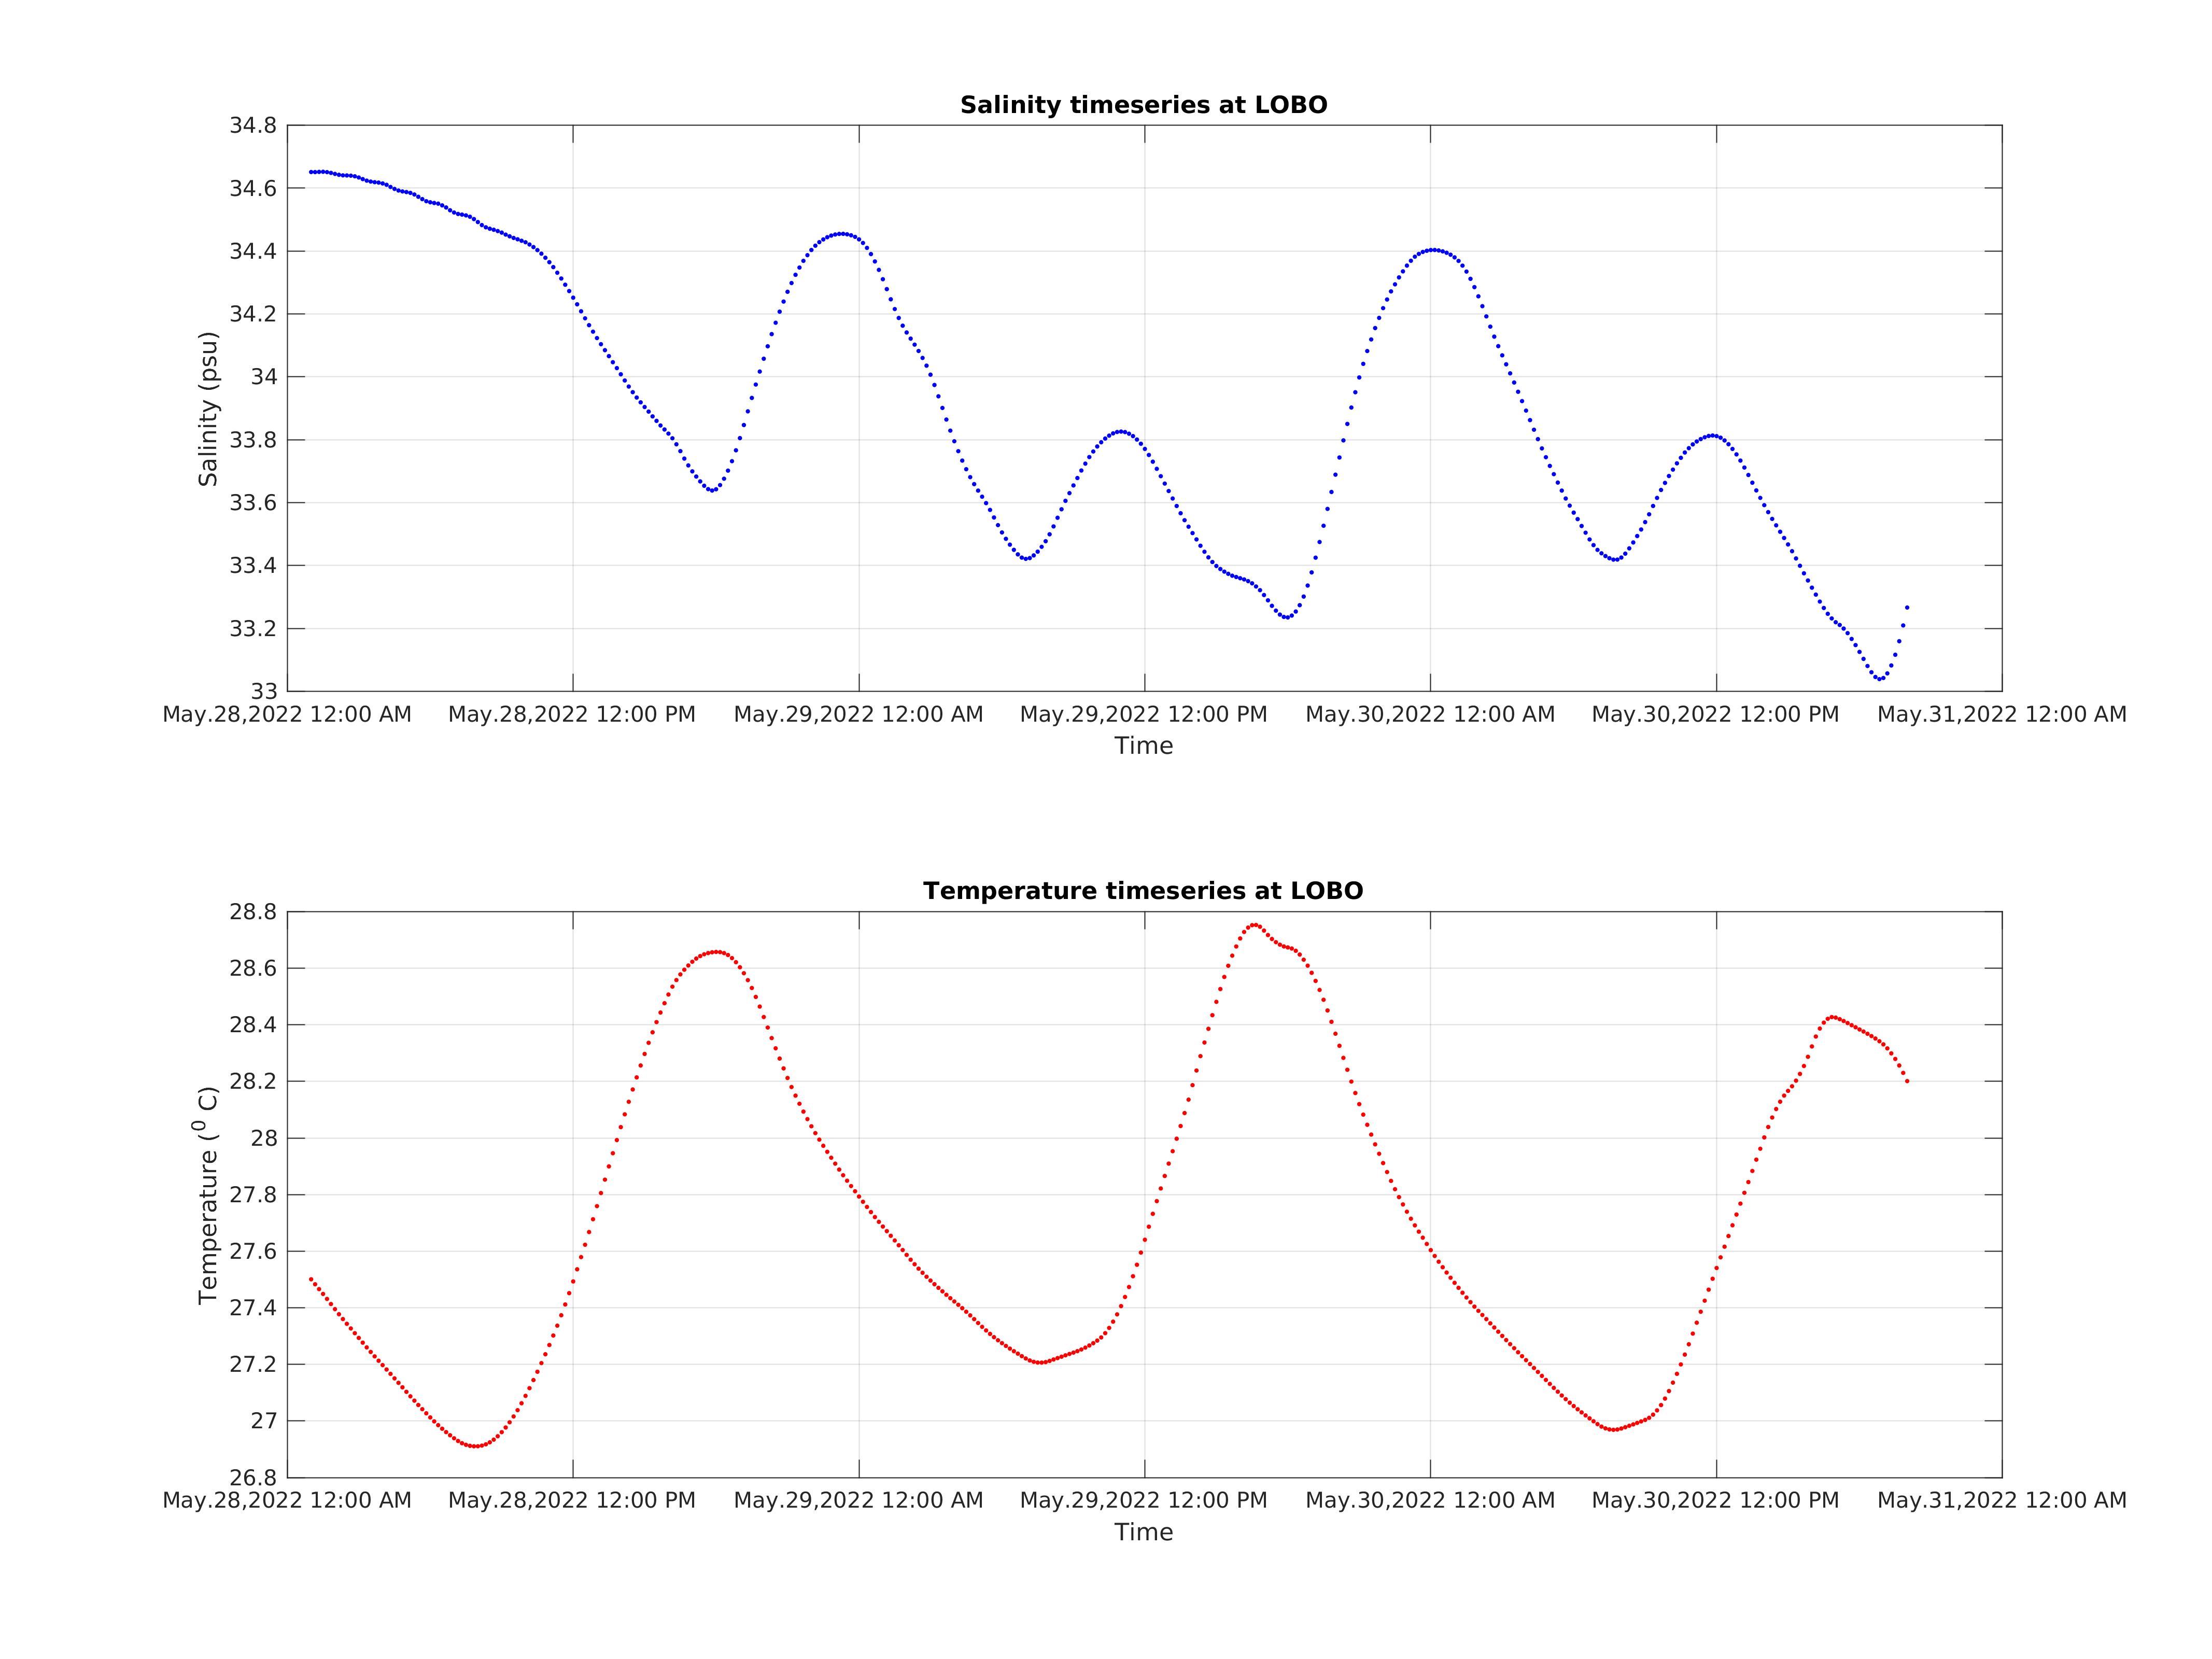 Salinity timeseries at LOBO
34.8
34.6
34.4
34.2
34
33.8
33.6
33.4
33.2
33
Salinity (psu)
May.28,2022 12:00 AM May.28,2022 12:00 PM May.29,2022 12:00 AM May.29,2022 12:00 PM May.30,2022 12:00 AM May.30,2022 12:00 PM May.31,2022 12:00 AM
Time
Temperature timeseries at LOBO
28.8
28.6
28.4
28.2
28
27.8
27.6
27.4
27.2
27
26.8
Temperature (⁰ C)
May.28,2022 12:00 AM May.28,2022 12:00 PM May.29,2022 12:00 AM May.29,2022 12:00 PM May.30,2022 12:00 AM May.30,2022 12:00 PM May.31,2022 12:00 AM
Time